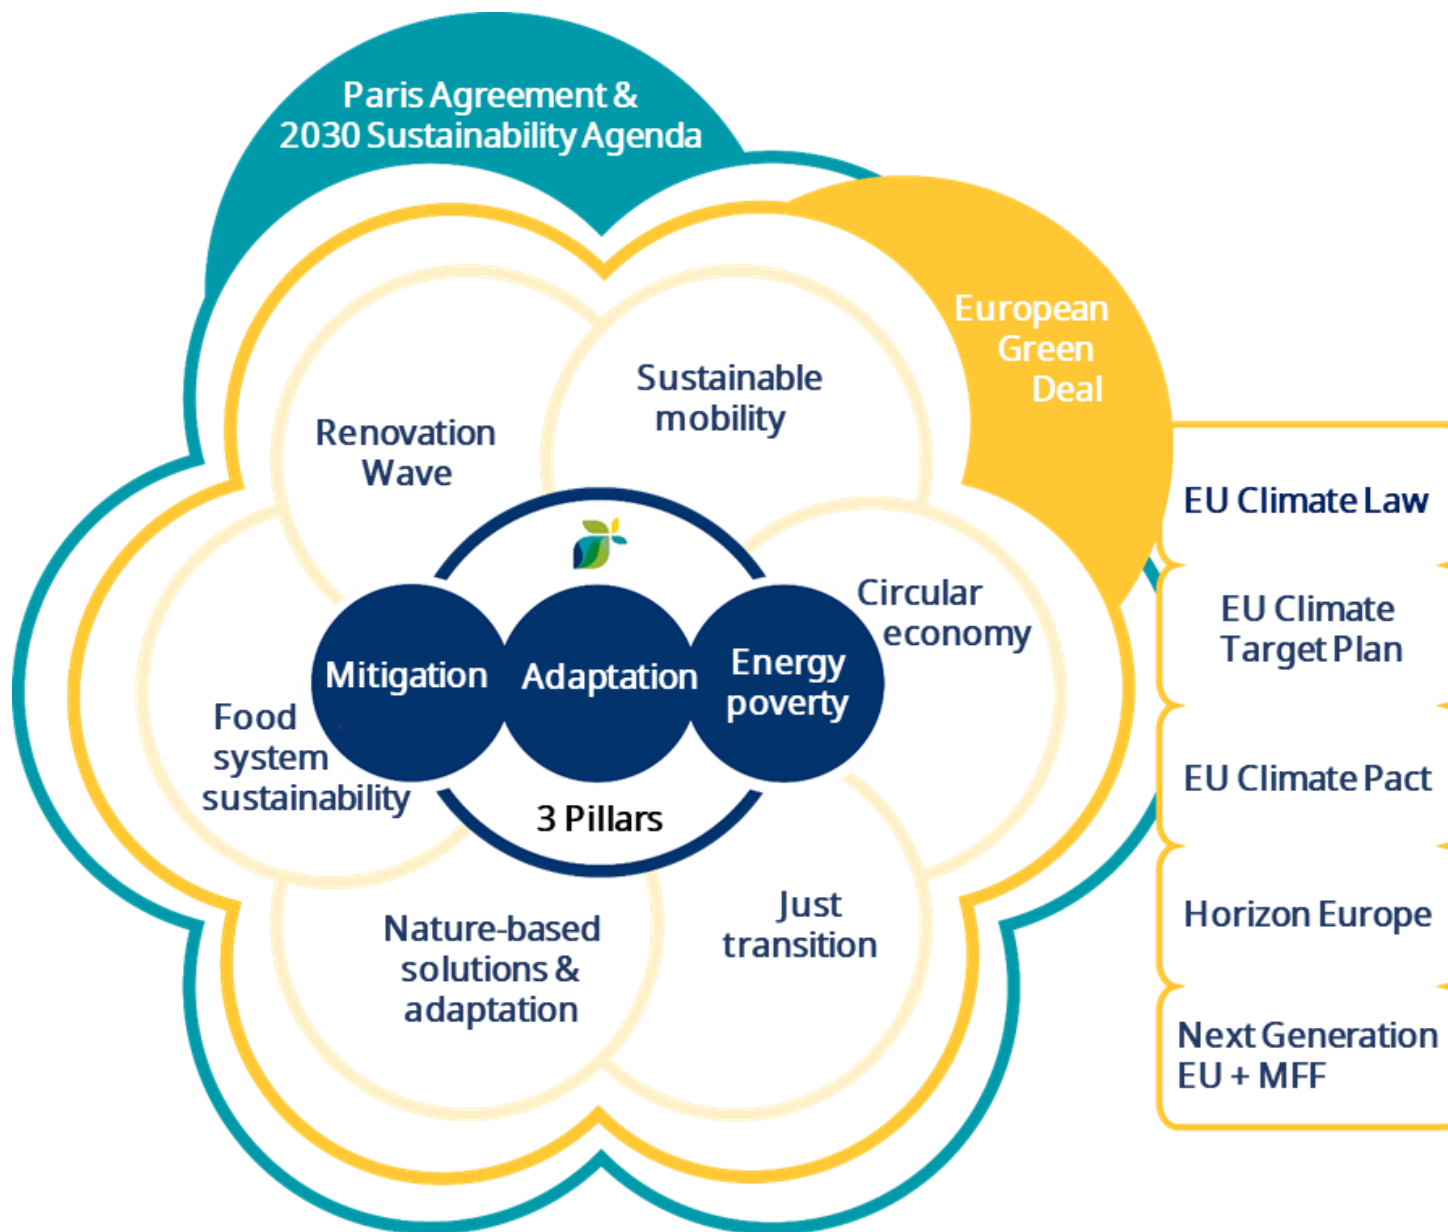 Paris Agreement &
2030 Sustainability Agenda
European
Green
Deal
Sustainable
mobility
Renovation
Wave
Circular
economy
Mitigation
Adaptation
Energy
poverty
Food
system
sustainability
3 Pillars
Just
transition
Nature-based
solutions &
adaptation
EU Climate Law
EU Climate
Target Plan
EU Climate Pact
Horizon Europe
Next Generation
EU + MFF